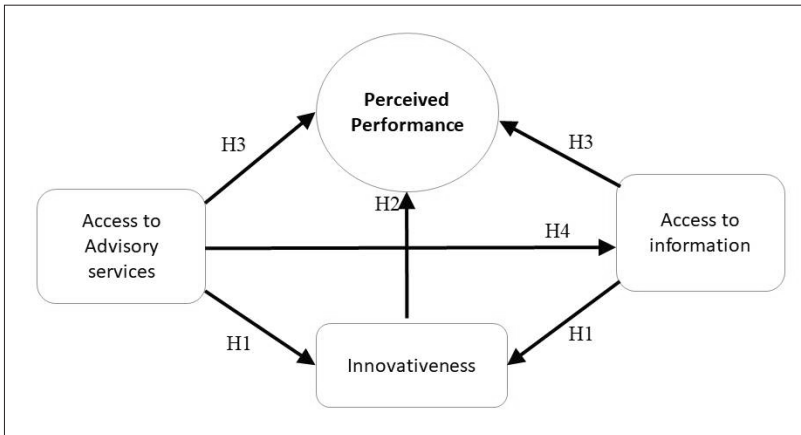 Perceived
Performance
H3
H3
H2
Access to
Advisory
services
H4
Access to
information
H1
H1
Innovativeness